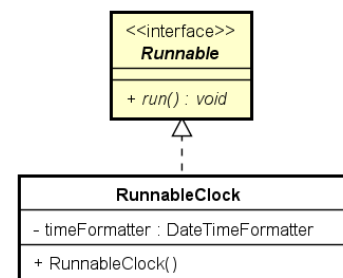 <<interface>>
Runnable
+ run() : void
RunnableClock
- timeFormatter : DateTimeFormatter
+ RunnableClock()